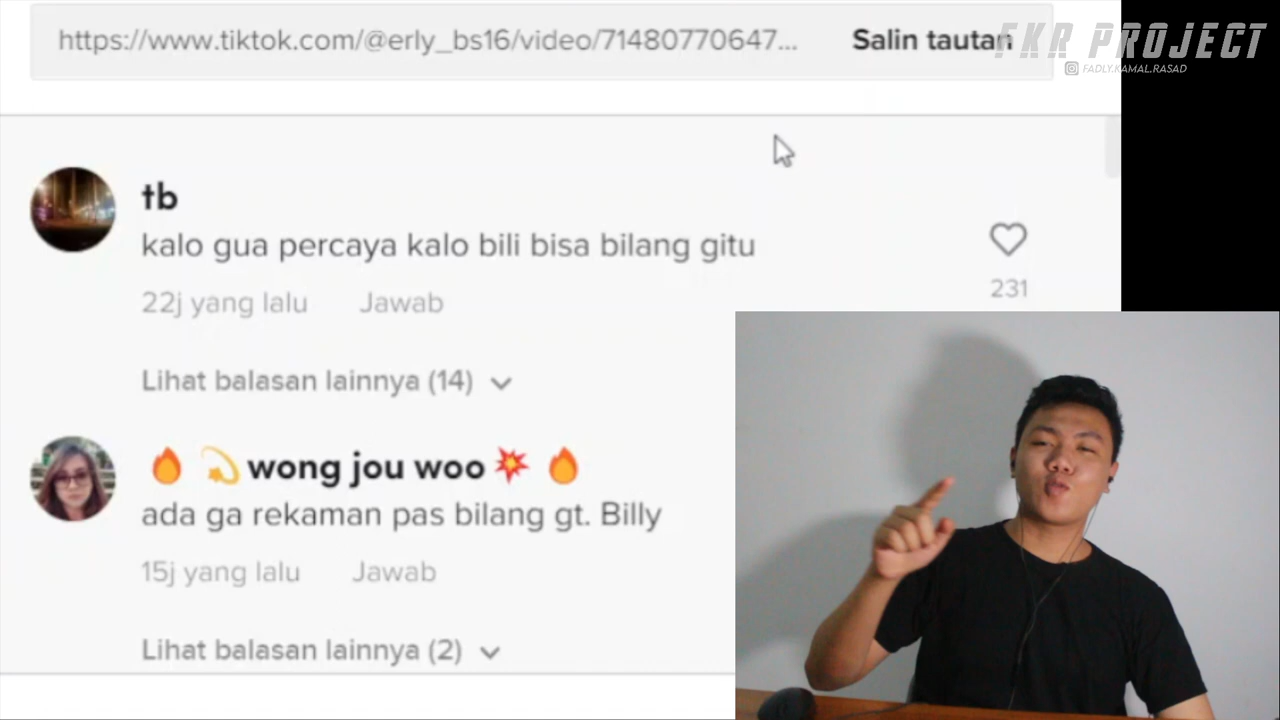 https://www.tiktok.com/@erly_bs16/video/71480770647... Salin tautan
FKR PROJECT
FADLY.KAMAL.RASAD
tb
kalo gua percaya kalo bili bisa bilang gitu
231
22j yang lalu Jawab
Lihat balasan lainnya (14)
🔥 💫 wong jou woo 💥 🔥
ada ga rekaman pas bilang gt. Billy
15j yang lalu Jawab
Lihat balasan lainnya (2)